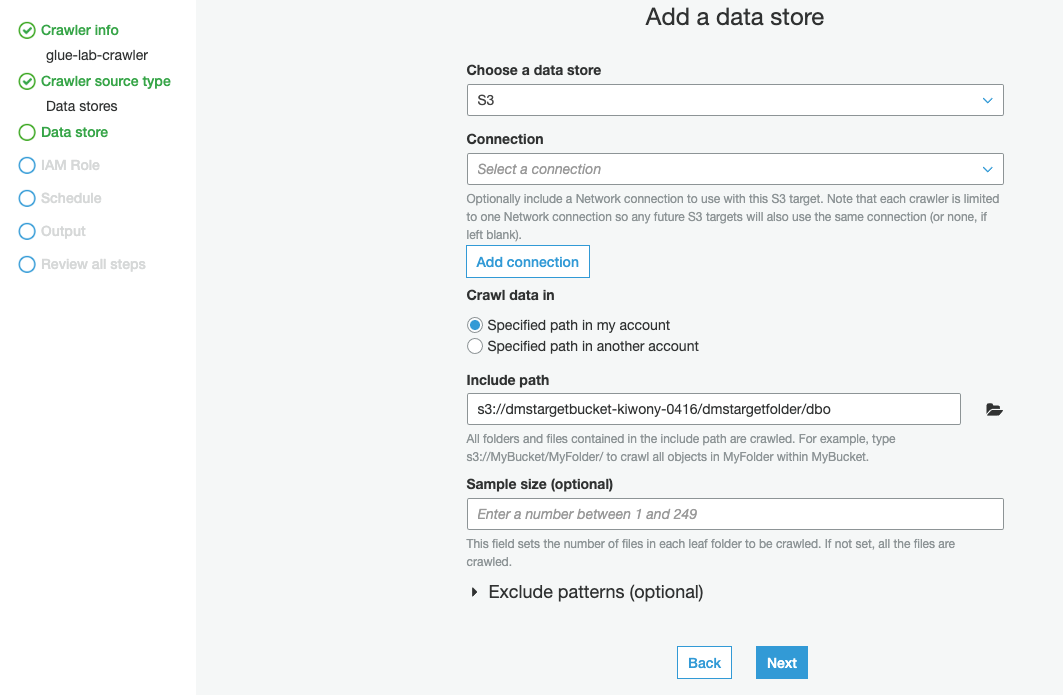 Crawler info
glue-lab-crawler
Crawler source type
Data stores
Data store
IAM Role
Schedule
Output
Review all steps
Add a data store
Choose a data store
S3
Connection
Select a connection
Optionally include a Network connection to use with this S3 target. Note that each crawler is limited
to one Network connection so any future S3 targets will also use the same connection (or none, if
left blank).
Add connection
Crawl data in
Specified path in my account
Specified path in another account
Include path
s3://dmstargetbucket-kiwony-0416/dmstargetfolder/dbo
All folders and files contained in the include path are crawled. For example, type
s3://MyBucket/MyFolder/ to crawl all objects in MyFolder within MyBucket.
Sample size (optional)
Enter a number between 1 and 249
This field sets the number of files in each leaf folder to be crawled. If not set, all the files are
crawled.
Exclude patterns (optional)
Back
Next